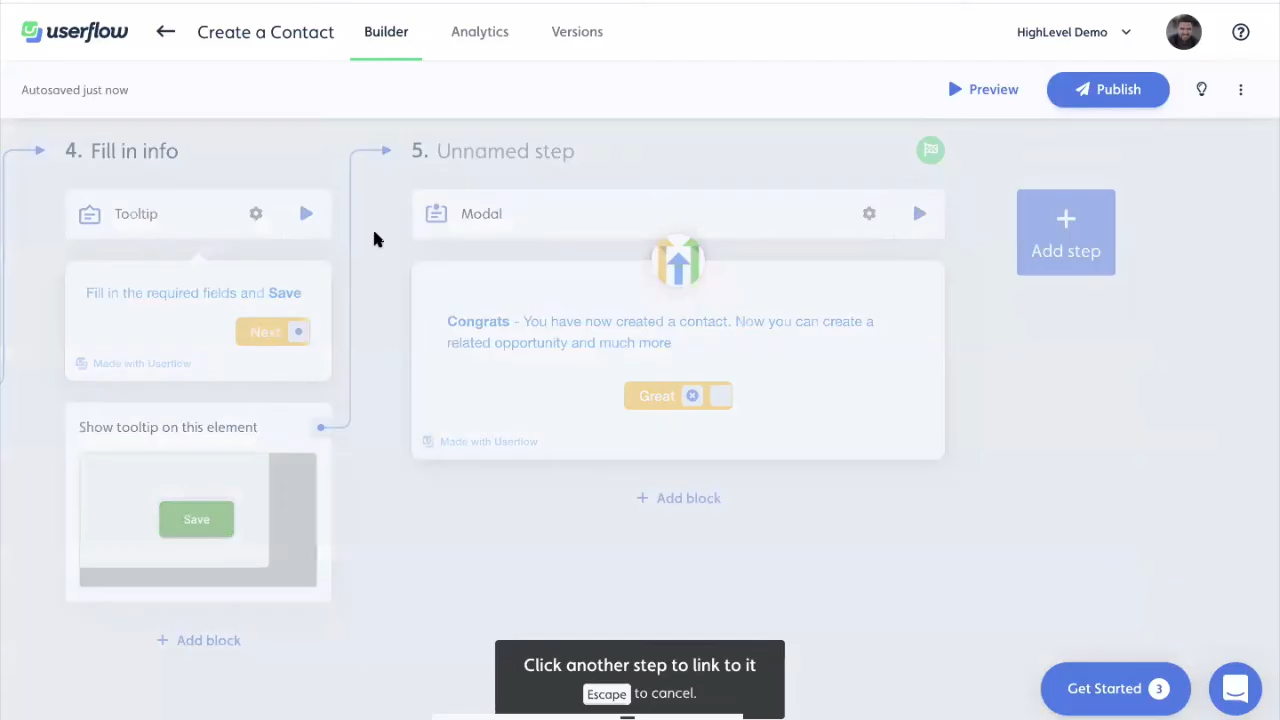 userflow
Create a Contact
Builder
Analytics
Versions
HighLevel Demo
Autosaved just now
Preview
Publish
4. Fill in info
5. Unnamed step
Tooltip
Modal
Add step
Fill in the required fields and Save
Next
Made with Userflow
Congrats - You have now created a contact. Now you can create a
related opportunity and much more
Great
Made with Userflow
Show tooltip on this element
Save
Add block
Add block
Click another step to link to it
Escape to cancel.
Get Started 3